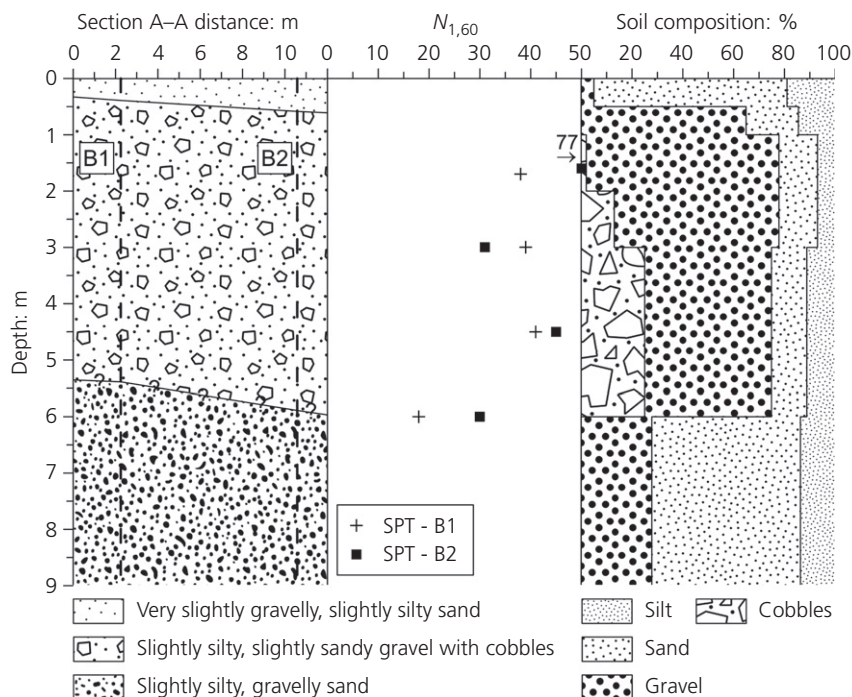 Section A–A distance: m
N1,60
Soil composition: %
0 2 4 6 8 10 0 10 20 30 40 50 20 40 60 80 100
0
1
2
3
4
5
6
7
8
9
Depth: m
B1
B2
77
? ? ? ?
+ SPT - B1
■ SPT - B2
Very slightly gravelly, slightly silty sand
Slightly silty, slightly sandy gravel with cobbles
Slightly silty, gravelly sand
Silt
Cobbles
Sand
Gravel